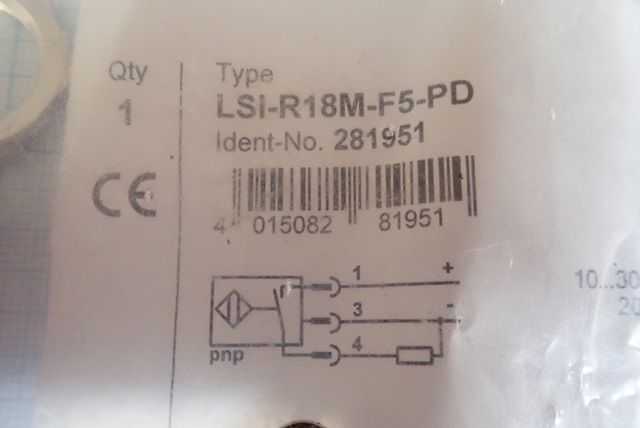 Qty
1
Type
LSI-R18M-F5-PD
Ident-No. 281951
CE
4 015082 81951
1 +
10...30
3 -
20
4
pnp